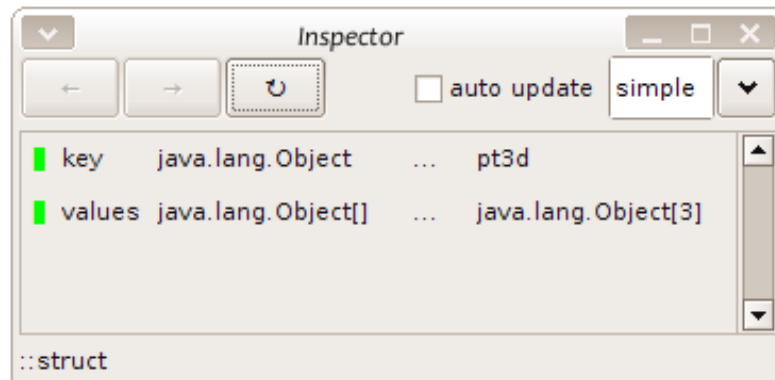 Inspector
← → ↻ auto update simple
key java.lang.Object ... pt3d
values java.lang.Object[] ... java.lang.Object[3]
::struct